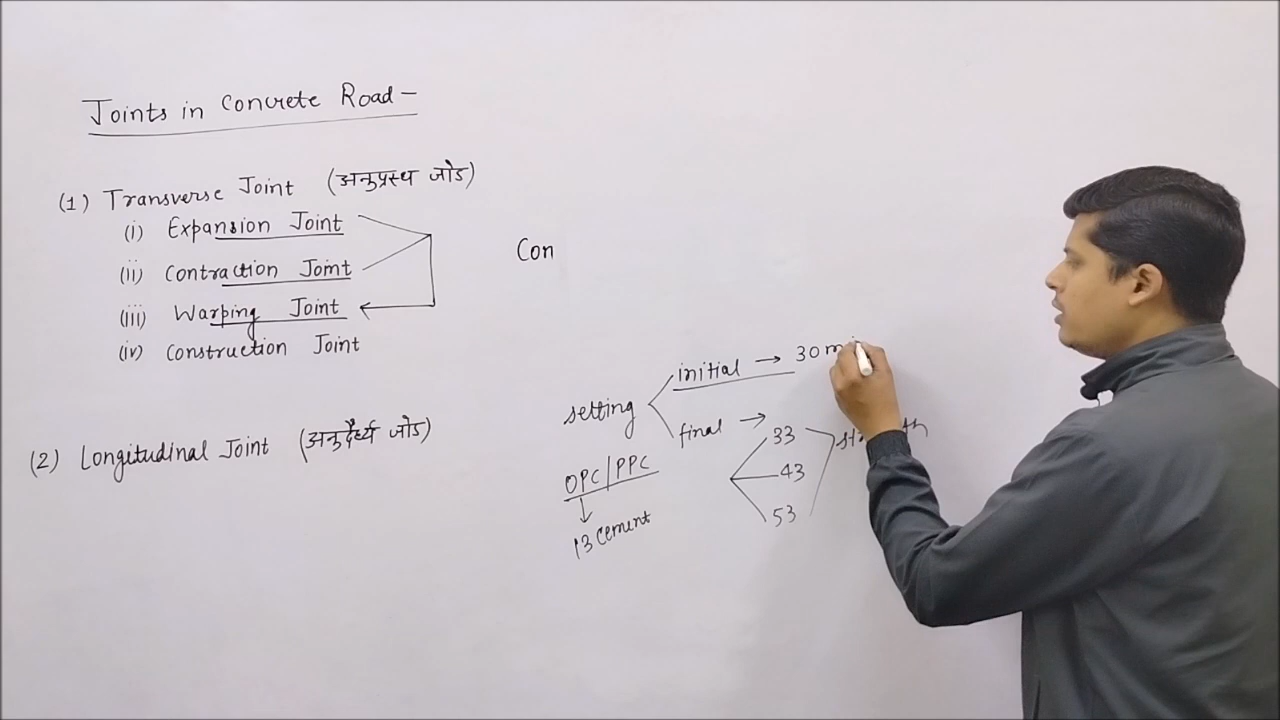 Joints in Concrete Road -
(1) Transverse Joint (अनुप्रस्थ जोड)
(i) Expansion Joint
(ii) Contraction Joint
(iii) Warping Joint
(iv) Construction Joint
(2) Longitudinal Joint (अनुदैर्ध्य जोड)
Con
setting
initial → 30 mi
final →
33
43
53
OPC/PPC
13 cement